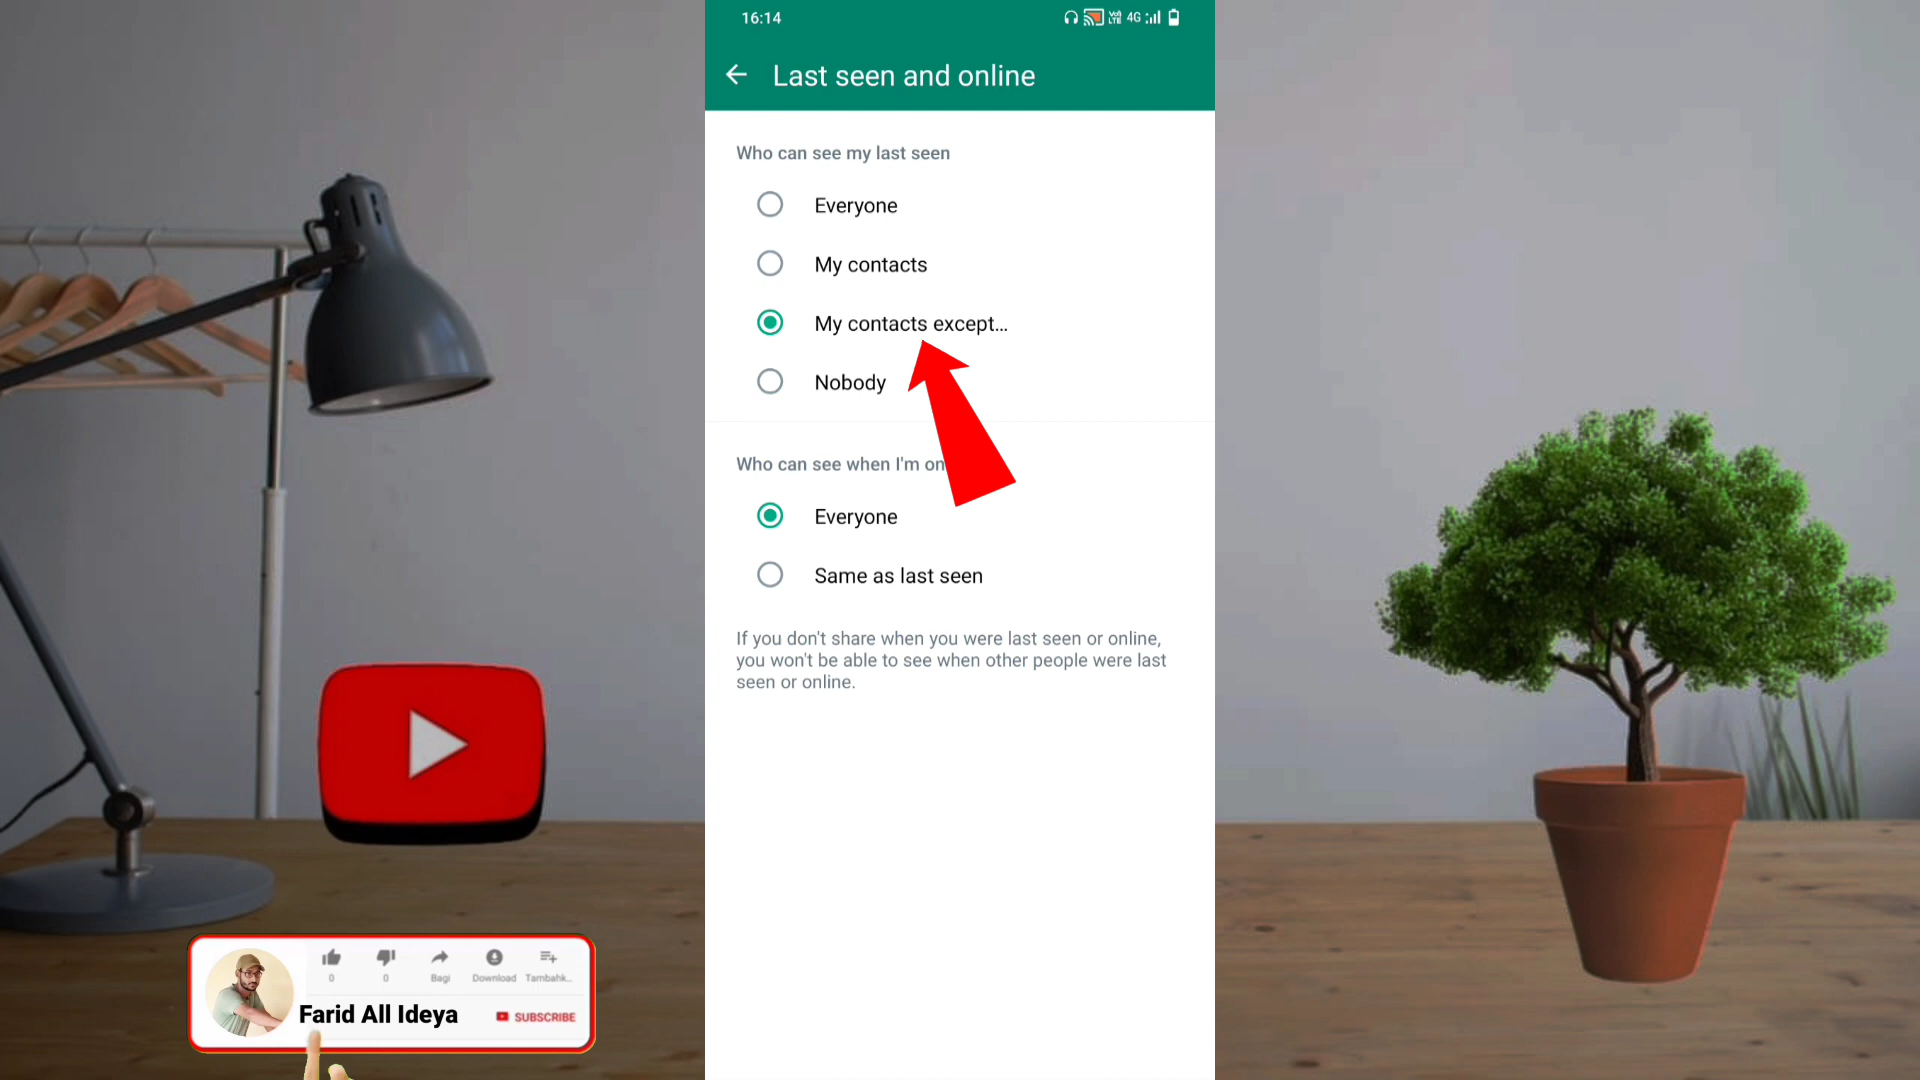 16:14
4G
Last seen and online
Who can see my last seen
Everyone
My contacts
My contacts except...
Nobody
Who can see when I'm on
Everyone
Same as last seen
If you don't share when you were last seen or online,
you won't be able to see when other people were last
seen or online.
0
0
Bagi
Download
Tambahk...
Farid All Ideya
SUBSCRIBE